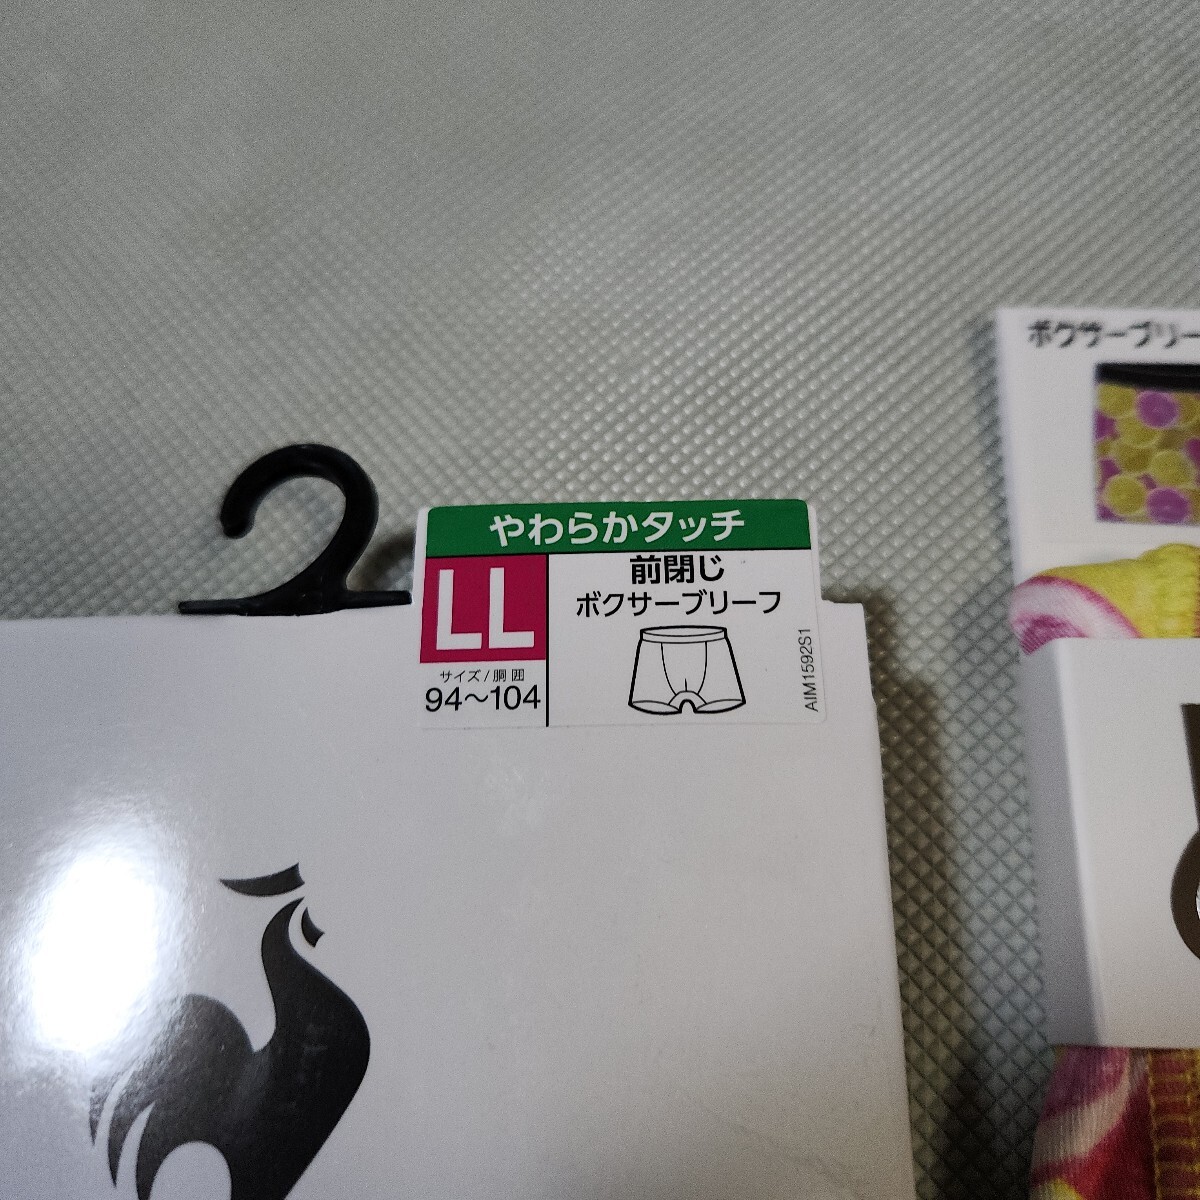 やわらかタッチ
LL
サイズ/胴囲
94～104
前閉じ
ボクサーブリーフ
AIM1592S1
ボクサーブリー